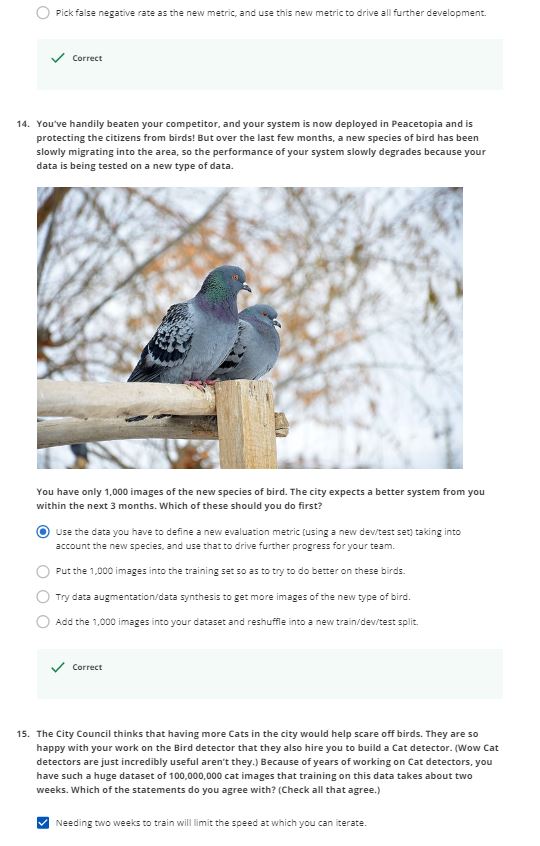 Pick false negative rate as the new metric, and use this new metric to drive all further development.
Correct
14. You've handily beaten your competitor, and your system is now deployed in Peacetopia and is
protecting the citizens from birds! But over the last few months, a new species of bird has been
slowly migrating into the area, so the performance of your system slowly degrades because your
data is being tested on a new type of data.
You have only 1,000 images of the new species of bird. The city expects a better system from you
within the next 3 months. Which of these should you do first?
Use the data you have to define a new evaluation metric (using a new dev/test set) taking into
account the new species, and use that to drive further progress for your team.
Put the 1,000 images into the training set so as to try to do better on these birds.
Try data augmentation/data synthesis to get more images of the new type of bird.
Add the 1,000 images into your dataset and reshuffle into a new train/dev/test split.
Correct
15. The City Council thinks that having more Cats in the city would help scare off birds. They are so
happy with your work on the Bird detector that they also hire you to build a Cat detector. (Wow Cat
detectors are just incredibly useful aren't they.) Because of years of working on Cat detectors, you
have such a huge dataset of 100,000,000 cat images that training on this data takes about two
weeks. Which of the statements do you agree with? (Check all that agree.)
Needing two weeks to train will limit the speed at which you can iterate.